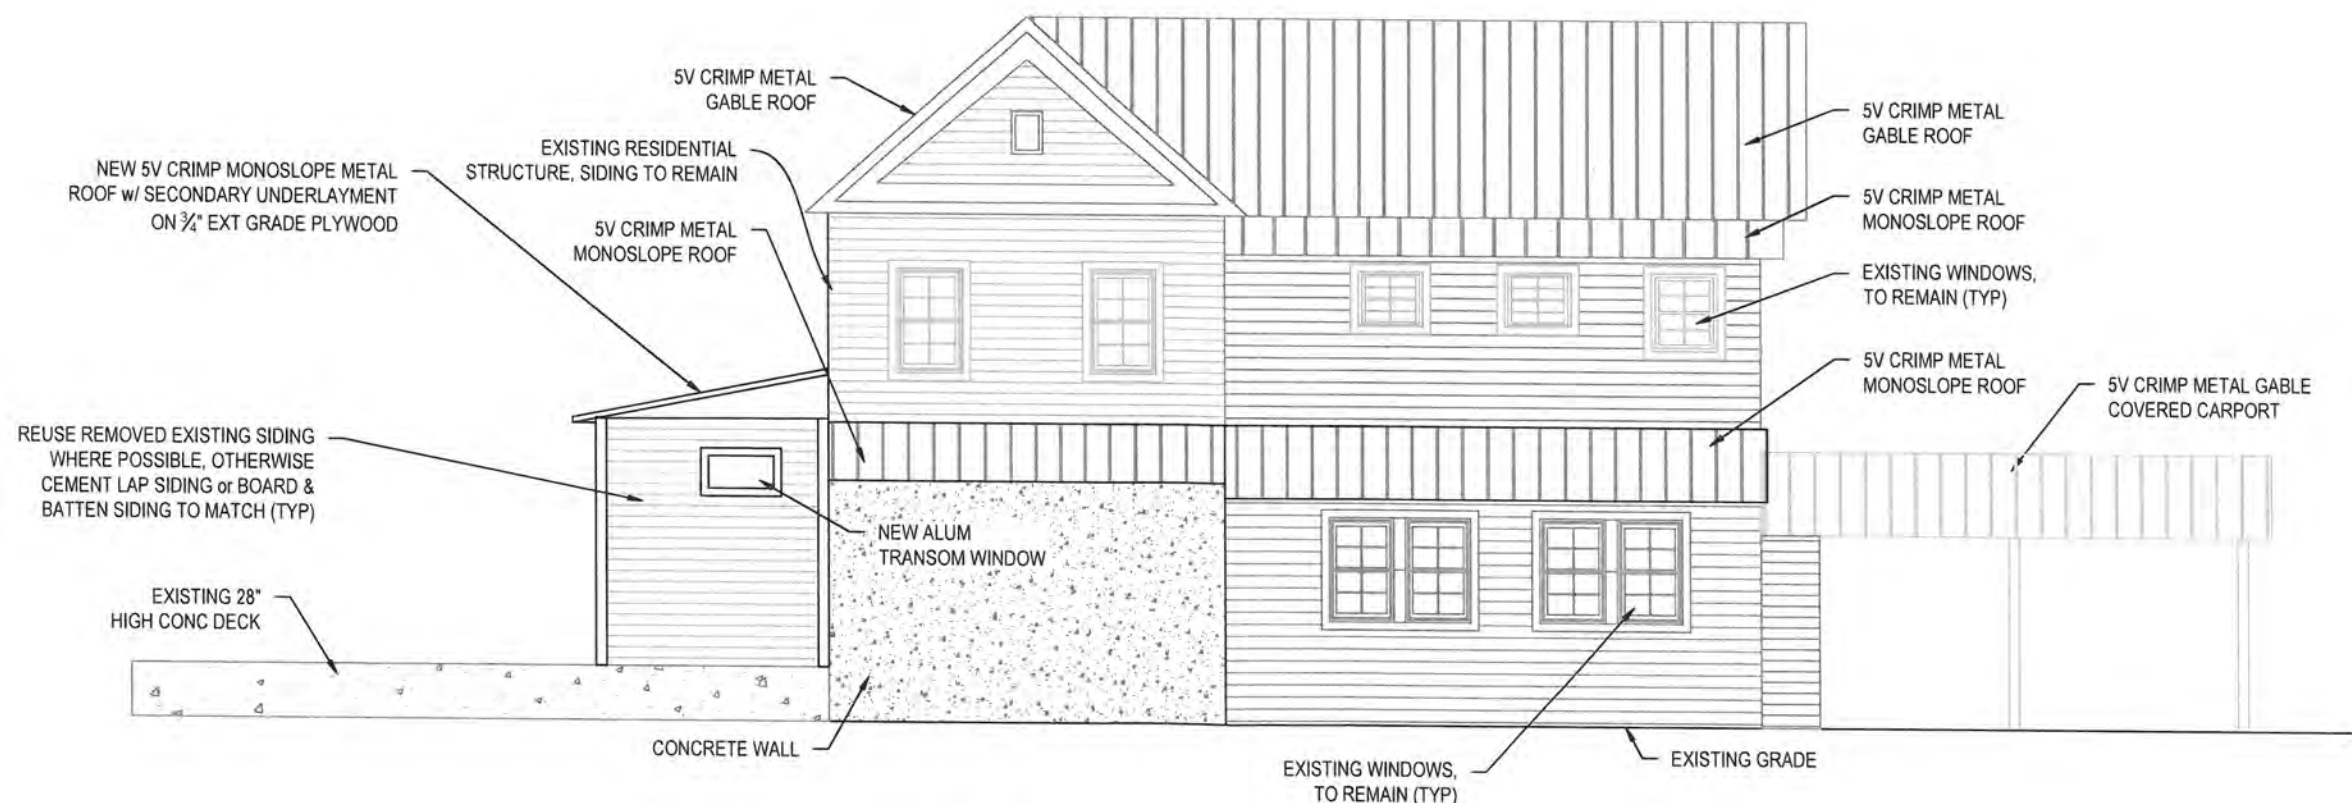 5V CRIMP METAL
GABLE ROOF
EXISTING RESIDENTIAL
STRUCTURE, SIDING TO REMAIN
NEW 5V CRIMP MONOSLOPE METAL
ROOF w/ SECONDARY UNDERLAYMENT
ON ¾" EXT GRADE PLYWOOD
5V CRIMP METAL
MONOSLOPE ROOF
REUSE REMOVED EXISTING SIDING
WHERE POSSIBLE, OTHERWISE
CEMENT LAP SIDING or BOARD &
BATTEN SIDING TO MATCH (TYP)
NEW ALUM
TRANSOM WINDOW
EXISTING 28"
HIGH CONC DECK
CONCRETE WALL
5V CRIMP METAL
GABLE ROOF
5V CRIMP METAL
MONOSLOPE ROOF
EXISTING WINDOWS,
TO REMAIN (TYP)
5V CRIMP METAL
MONOSLOPE ROOF
5V CRIMP METAL GABLE
COVERED CARPORT
EXISTING WINDOWS,
TO REMAIN (TYP)
EXISTING GRADE